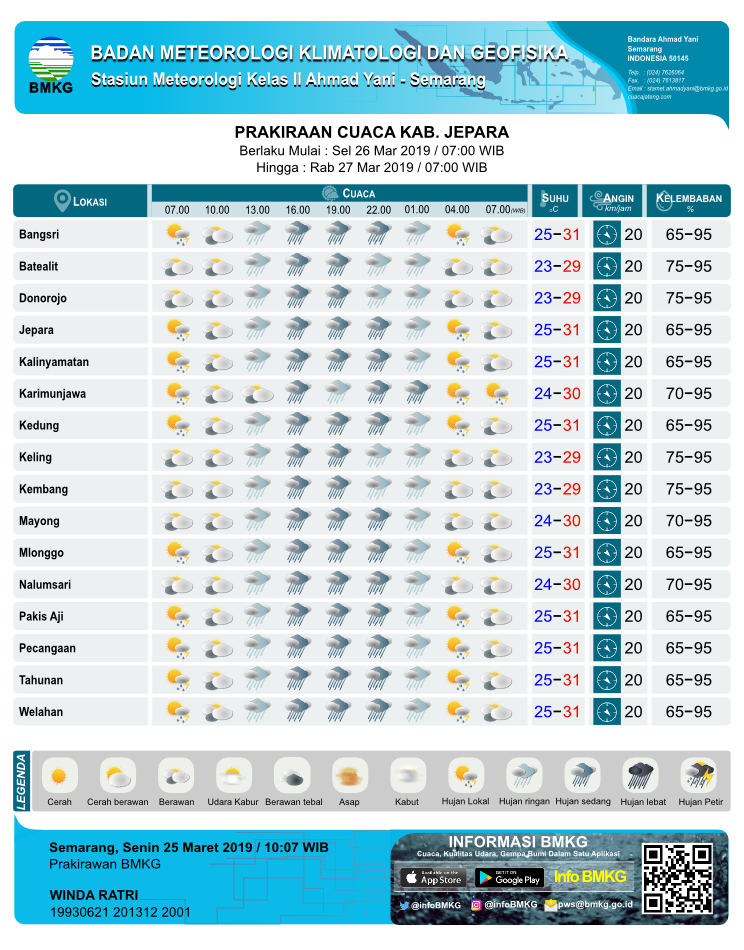 BMKG
BADAN METEOROLOGI KLIMATOLOGI DAN GEOFISIKA
Stasiun Meteorologi Kelas II Ahmad Yani - Semarang
Bandara Ahmad Yani
Semarang
INDONESIA 50145
Telp. : (024) 7628064
Fax. : (024) 7613817
Email : stamet.ahmadyani@bmkg.go.id
cuacajateng.com
PRAKIRAAN CUACA KAB. JEPARA
Berlaku Mulai : Sel 26 Mar 2019 / 07:00 WIB
Hingga : Rab 27 Mar 2019 / 07:00 WIB
LOKASI CUACA SUHU °C ANGIN km/jam KELEMBABAN %
07.00 10.00 13.00 16.00 19.00 22.00 01.00 04.00 07.00 (WIB)
Bangsri 25-31 20 65-95
Batealit 23-29 20 75-95
Donorojo 23-29 20 75-95
Jepara 25-31 20 65-95
Kalinyamatan 25-31 20 65-95
Karimunjawa 24-30 20 70-95
Kedung 25-31 20 65-95
Keling 23-29 20 75-95
Kembang 23-29 20 75-95
Mayong 24-30 20 70-95
Mlonggo 25-31 20 65-95
Nalumsari 24-30 20 70-95
Pakis Aji 25-31 20 65-95
Pecangaan 25-31 20 65-95
Tahunan 25-31 20 65-95
Welahan 25-31 20 65-95
LEGENDA
Cerah Cerah berawan Berawan Udara Kabur Berawan tebal Asap Kabut Hujan Lokal Hujan ringan Hujan sedang Hujan lebat Hujan Petir
Semarang, Senin 25 Maret 2019 / 10:07 WIB
Prakirawan BMKG
WINDA RATRI
19930621 201312 2001
INFORMASI BMKG
Cuaca, Kualitas Udara, Gempa Bumi Dalam Satu Aplikasi
Available on the App Store GET IT ON Google Play Info BMKG
@infoBMKG @infoBMKG pws@bmkg.go.id